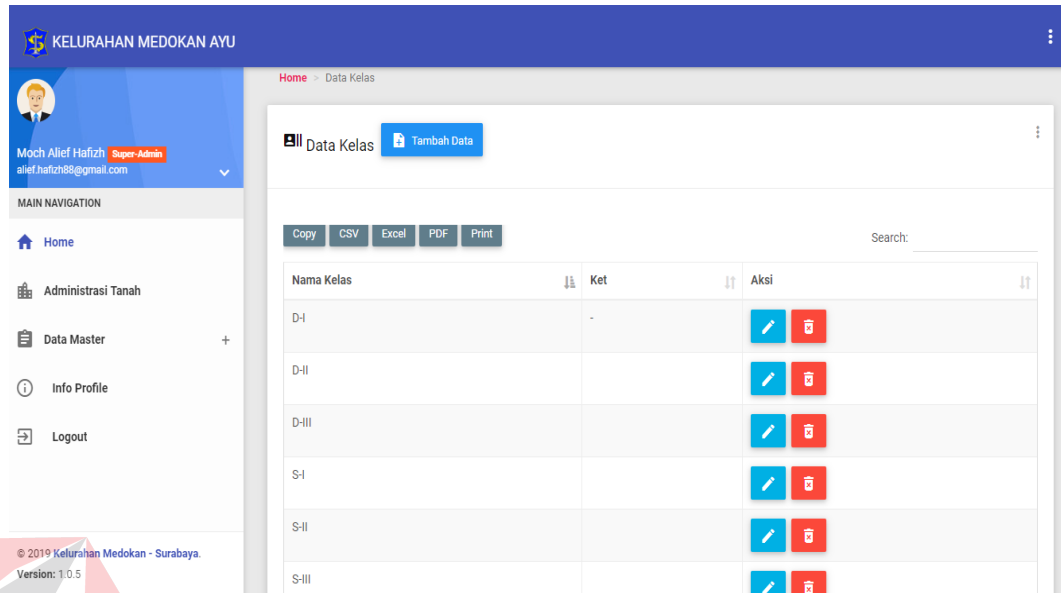 KELURAHAN MEDOKAN AYU
Moch Alief Hafizh Super-Admin
alief.hafizh88@gmail.com
MAIN NAVIGATION
Home
Administrasi Tanah
Data Master +
Info Profile
Logout
© 2019 Kelurahan Medokan - Surabaya.
Version: 1.0.5
Home > Data Kelas
Data Kelas Tambah Data
Copy CSV Excel PDF Print Search:
Nama Kelas Ket Aksi
D-I -
D-II
D-III
S-I
S-II
S-III